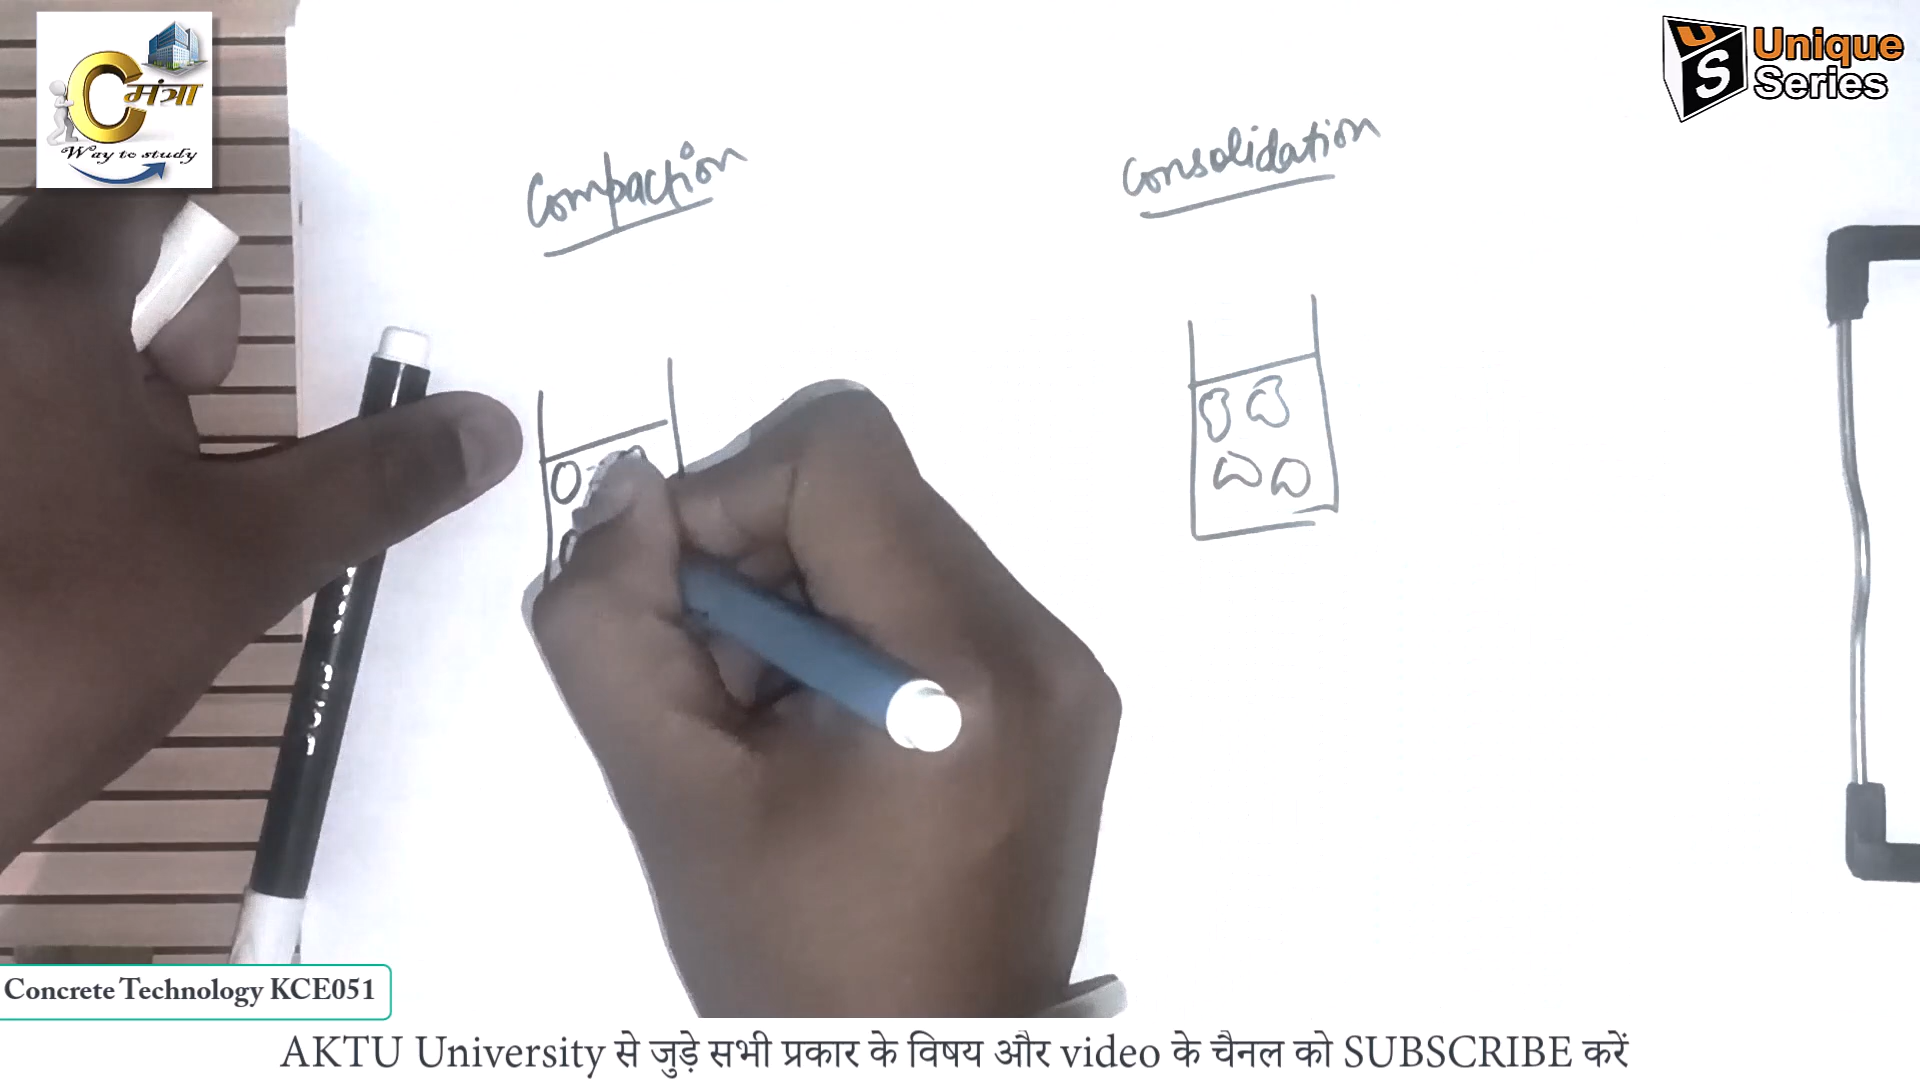 C मंत्रा
Way to study
US
Unique
Series
Compaction
Consolidation
Concrete Technology KCE051
AKTU University से जुड़े सभी प्रकार के विषय और video के चैनल को SUBSCRIBE करें